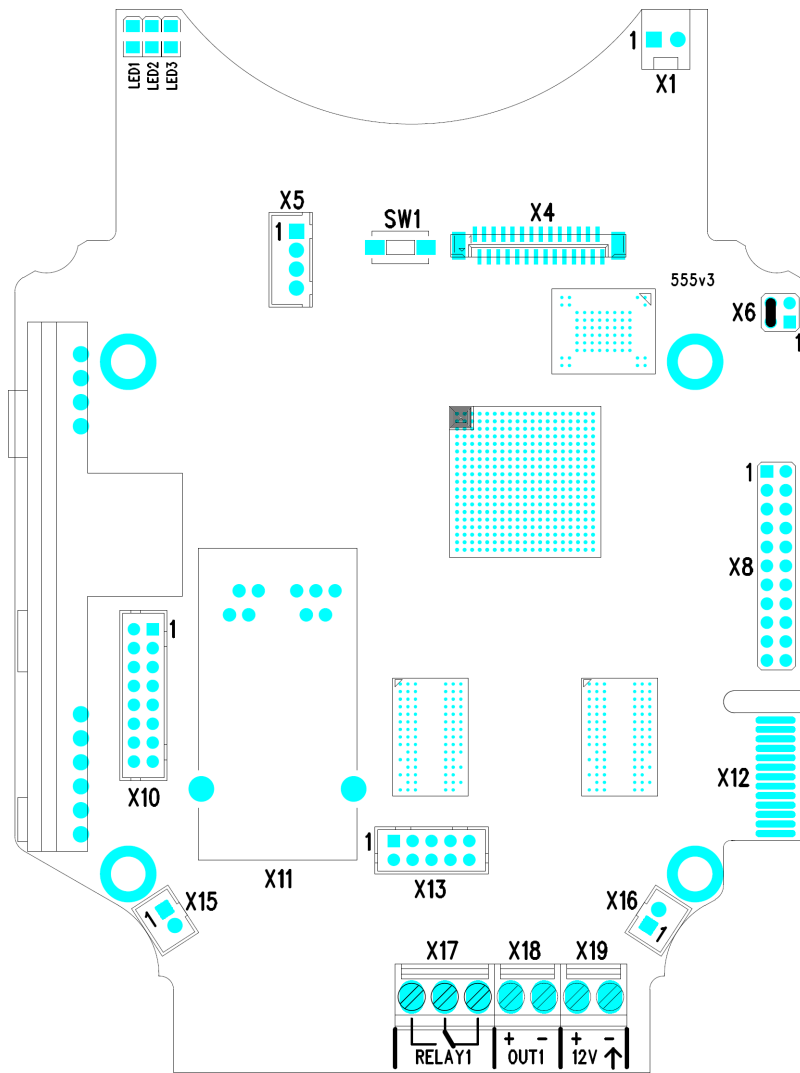 1
X1
LED1
LED2
LED3
X5
1
SW1
X4
555v3
X6
1
1
X8
1
X10
X12
1
X11
X13
X15
1
X16
1
X17
X18
X19
+ -
+ -
RELAY1
OUT1
12V